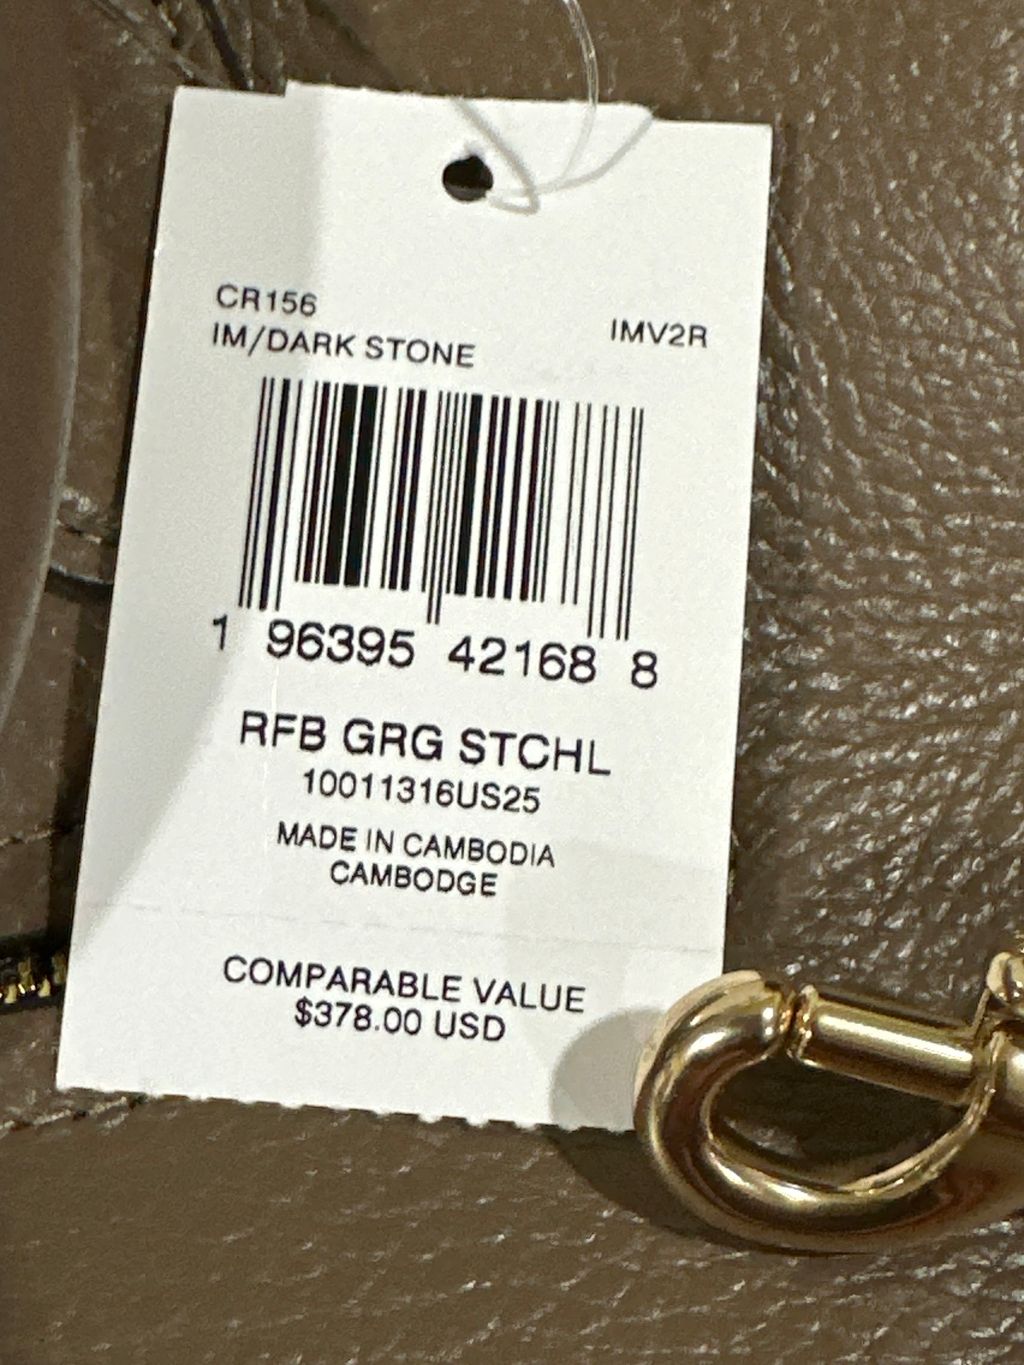 CR156
IM/DARK STONE
IMV2R
1 96395 42168 8
RFB GRG STCHL
10011316US25
MADE IN CAMBODIA
CAMBODGE
COMPARABLE VALUE
$378.00 USD